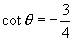 cot θ = -3/4